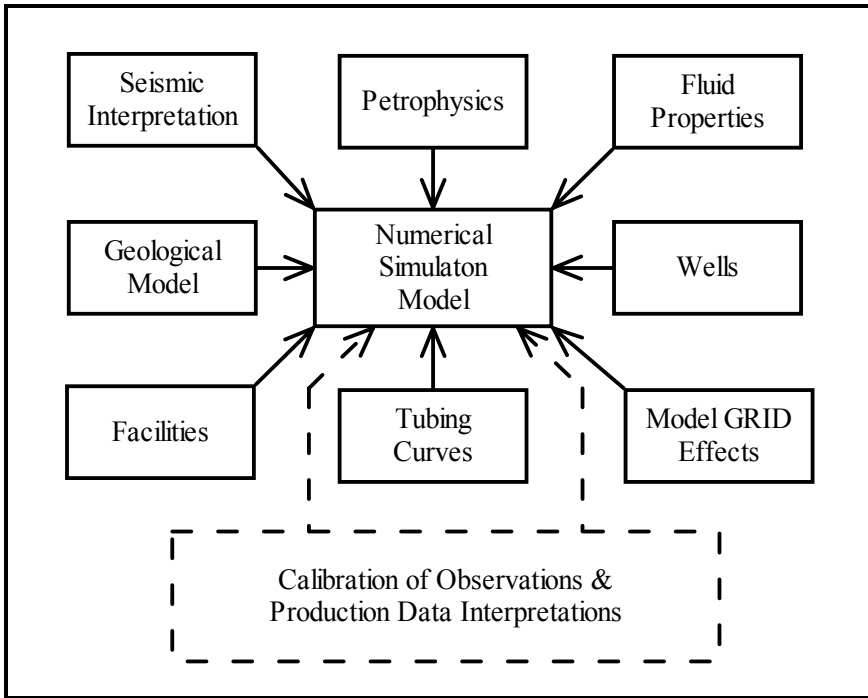 Seismic
Interpretation
Petrophysics
Fluid
Properties
Geological
Model
Numerical
Simulaton
Model
Wells
Facilities
Tubing
Curves
Model GRID
Effects
Calibration of Observations &
Production Data Interpretations